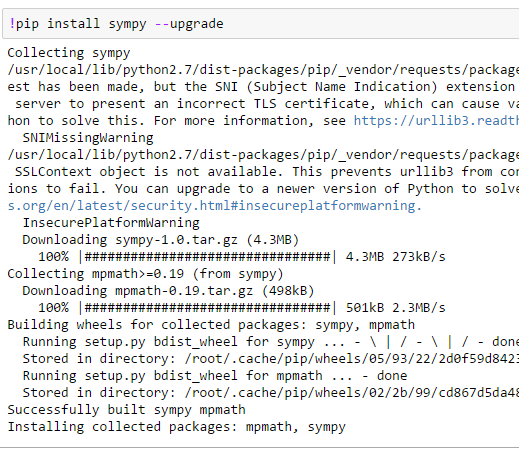 !pip install sympy --upgrade
Collecting sympy
/usr/local/lib/python2.7/dist-packages/pip/_vendor/requests/package
est has been made, but the SNI (Subject Name Indication) extension
server to present an incorrect TLS certificate, which can cause va
hon to solve this. For more information, see https://urllib3.readth
SNIMissingWarning
/usr/local/lib/python2.7/dist-packages/pip/_vendor/requests/package
SSLContext object is not available. This prevents urllib3 from con
ions to fail. You can upgrade to a newer version of Python to solve
s.org/en/latest/security.html#insecureplatformwarning.
InsecurePlatformWarning
Downloading sympy-1.0.tar.gz (4.3MB)
100% |################################| 4.3MB 273kB/s
Collecting mpmath>=0.19 (from sympy)
Downloading mpmath-0.19.tar.gz (498kB)
100% |################################| 501kB 2.3MB/s
Building wheels for collected packages: sympy, mpmath
Running setup.py bdist_wheel for sympy ... - \ | / - \ | / - done
Stored in directory: /root/.cache/pip/wheels/05/93/22/2d0f59d8423
Running setup.py bdist_wheel for mpmath ... - done
Stored in directory: /root/.cache/pip/wheels/02/2b/99/cd867d5da48
Successfully built sympy mpmath
Installing collected packages: mpmath, sympy